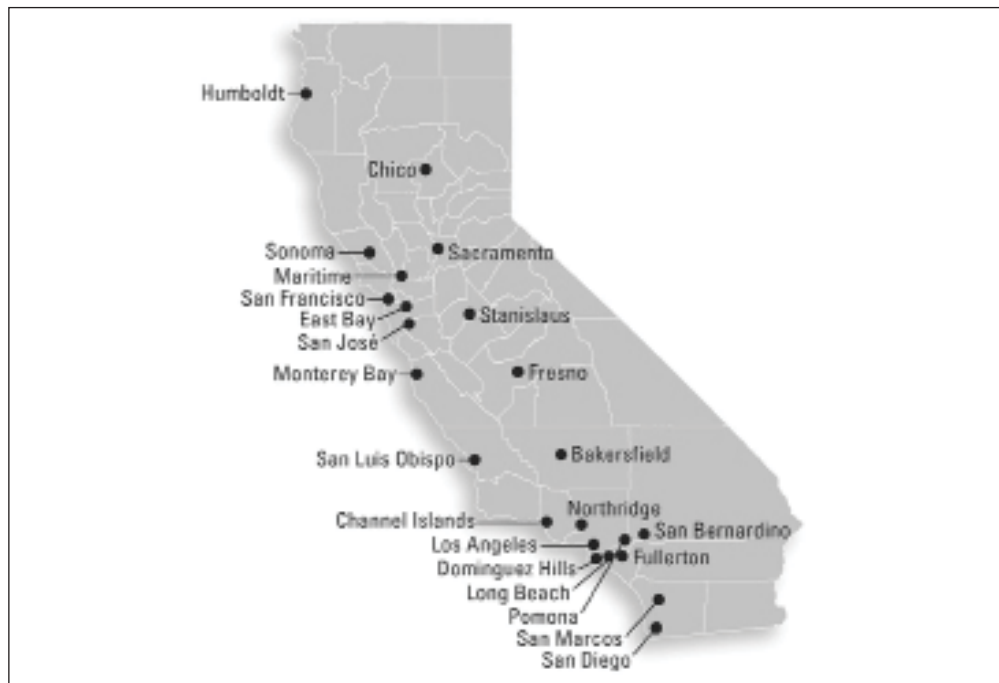 Humboldt
Chico
Sonoma
Sacramento
Maritime
San Francisco
East Bay
Stanislaus
San José
Monterey Bay
Fresno
San Luis Obispo
Bakersfield
Northridge
Channel Islands
San Bernardino
Los Angeles
Fullerton
Dominguez Hills
Long Beach
Pomona
San Marcos
San Diego